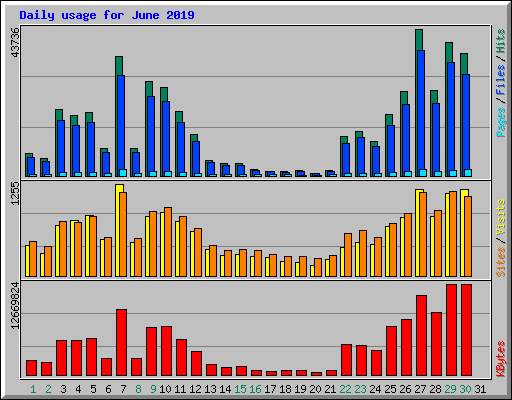 Daily usage for June 2019
43736
Pages/Files/Hits
1255
Sites/Visits
12669824
KBytes
1 2 3 4 5 6 7 8 9 10 11 12 13 14 15 16 17 18 19 20 21 22 23 24 25 26 27 28 29 30 31